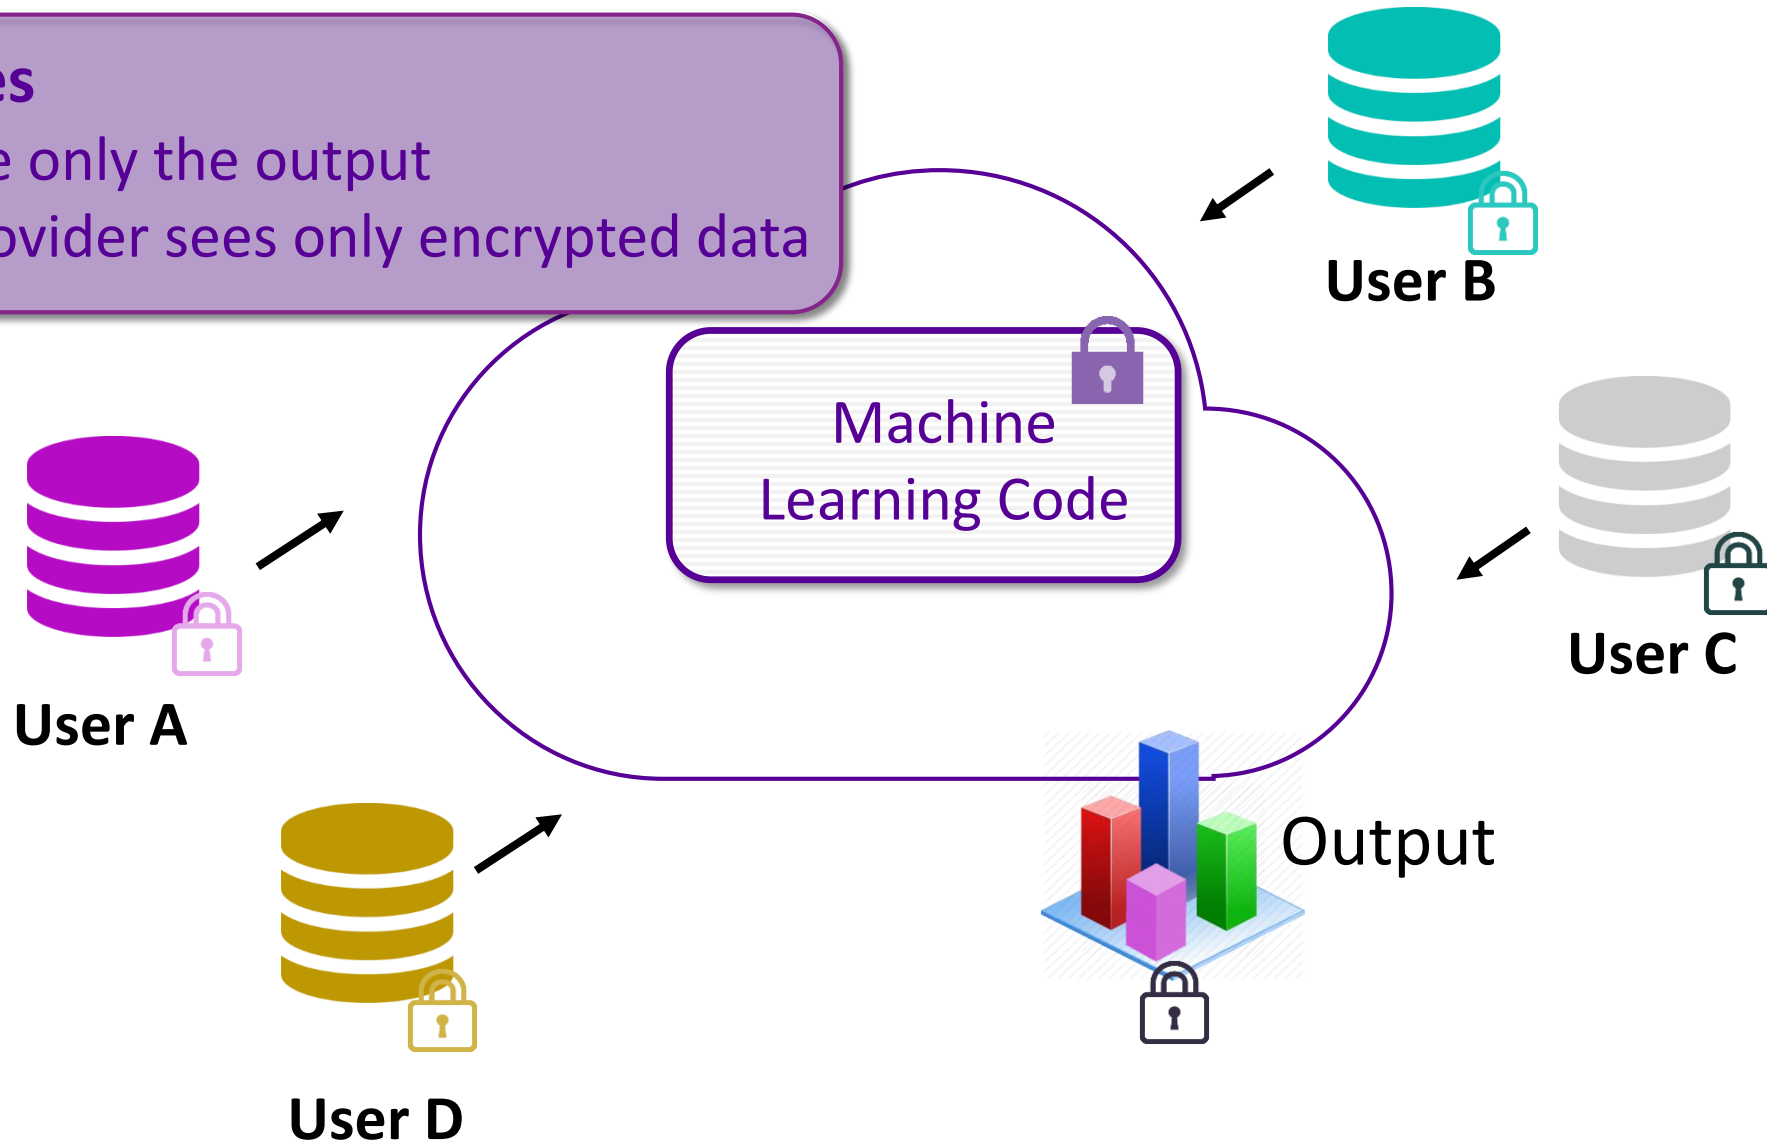 es
e only the output
ovider sees only encrypted data
User B
Machine
Learning Code
User C
User A
Output
User D